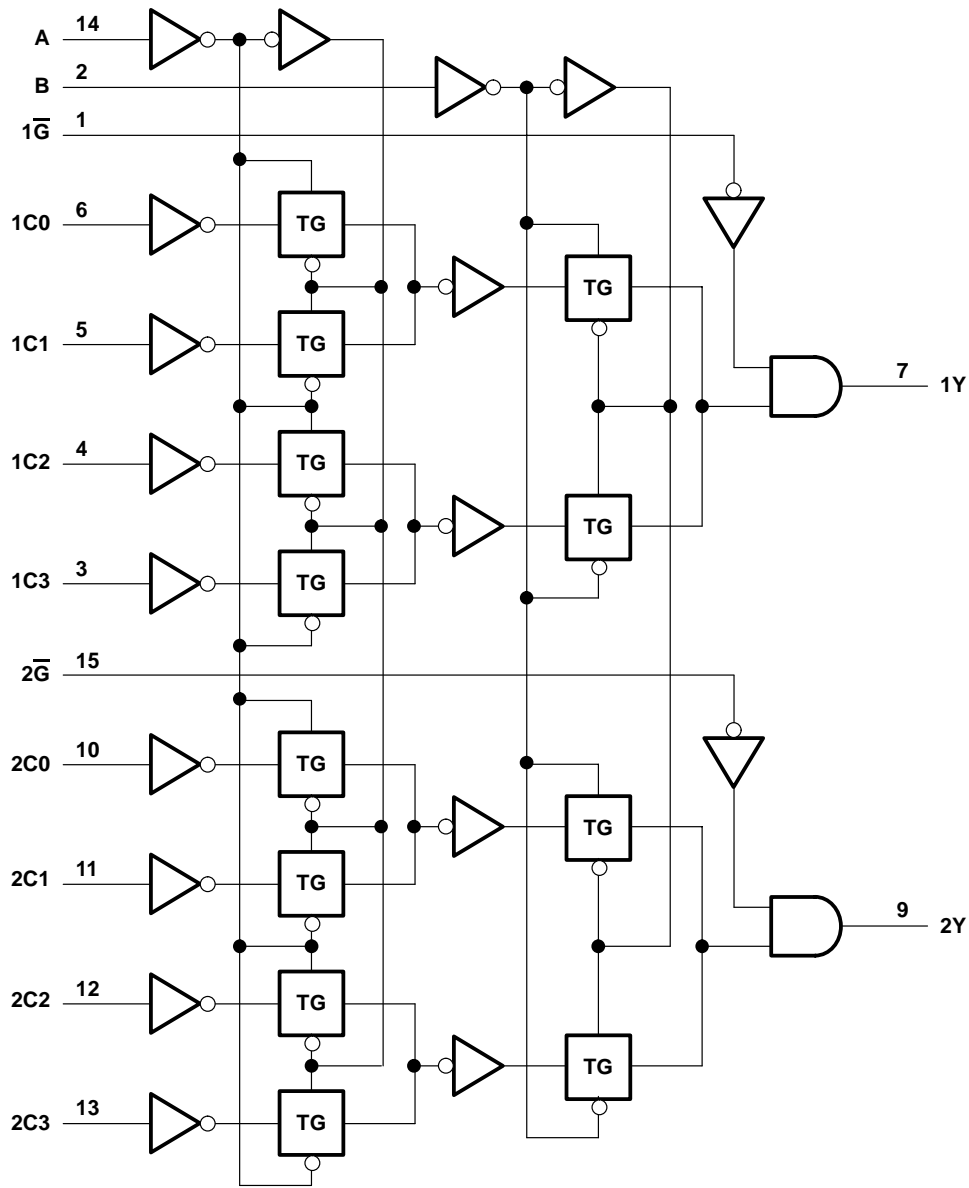 A 14
B 2
1G̅ 1
1C0 6 TG
TG
1C1 5 TG
7 1Y
1C2 4 TG
TG
1C3 3 TG
2G̅ 15
2C0 10 TG
TG
2C1 11 TG
9 2Y
2C2 12 TG
TG
2C3 13 TG